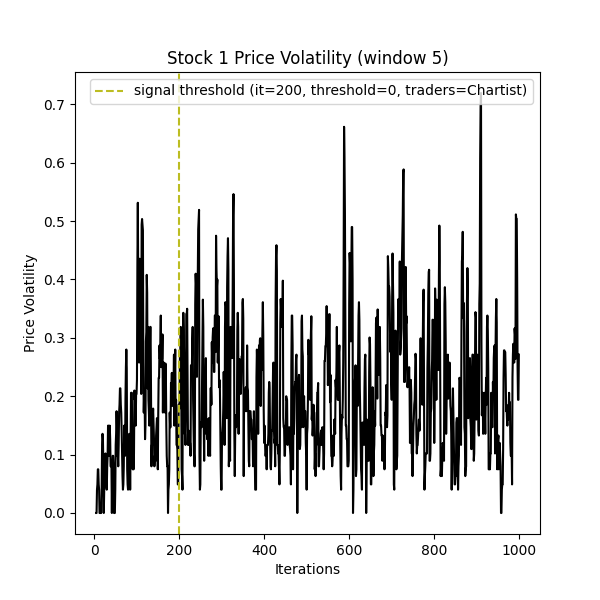 Stock 1 Price Volatility (window 5)
signal threshold (it=200, threshold=0, traders=Chartist)
0.7
0.6
0.5
0.4
0.3
0.2
0.1
0.0
Price Volatility
0 200 400 600 800 1000
Iterations